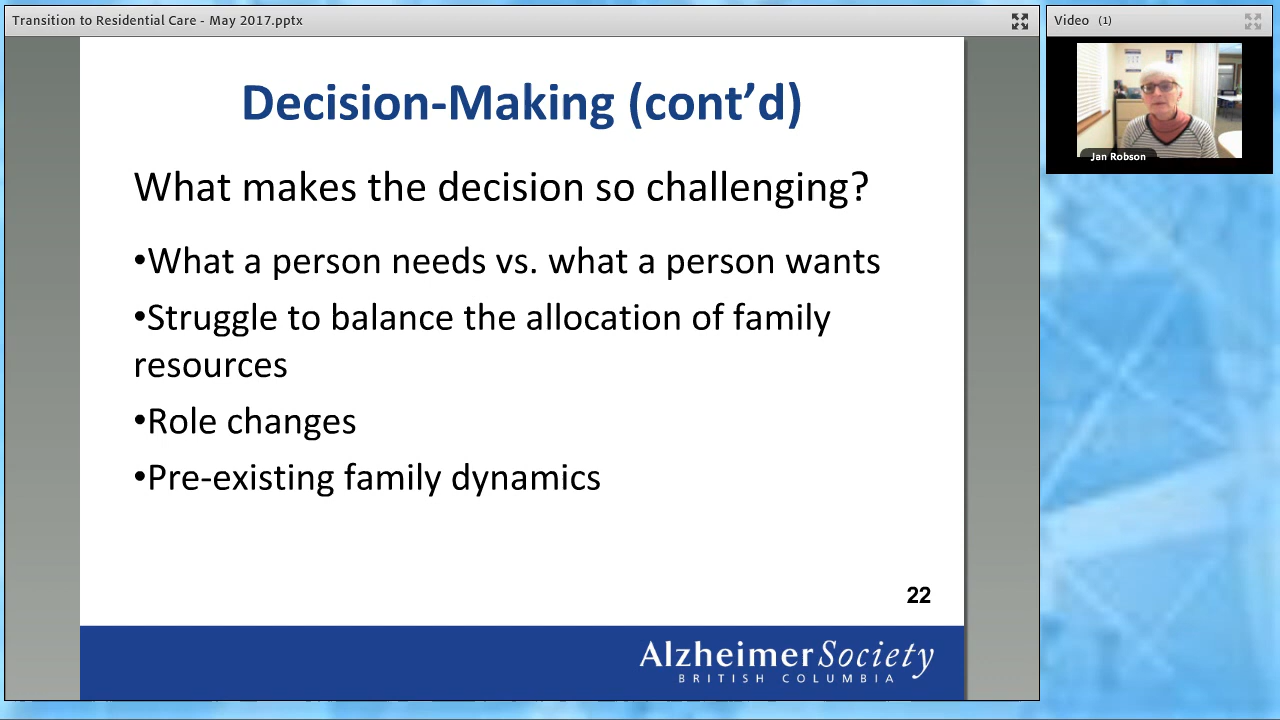 Transition to Residential Care - May 2017.pptx
Video (1)
Jan Robson
Decision-Making (cont’d)
What makes the decision so challenging?
•What a person needs vs. what a person wants
•Struggle to balance the allocation of family
resources
•Role changes
•Pre-existing family dynamics
22
AlzheimerSociety
BRITISH COLUMBIA